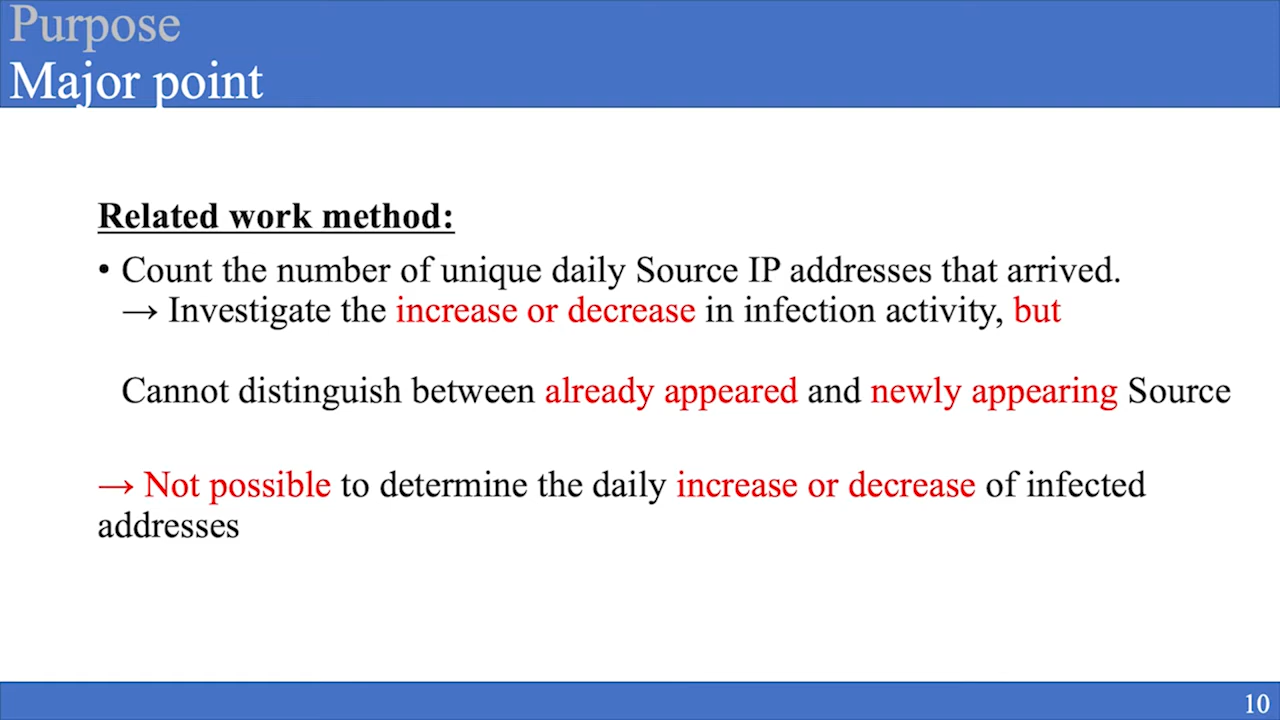 Purpose
Major point
Related work method:
• Count the number of unique daily Source IP addresses that arrived.
→ Investigate the increase or decrease in infection activity, but
Cannot distinguish between already appeared and newly appearing Source
→ Not possible to determine the daily increase or decrease of infected
addresses
10